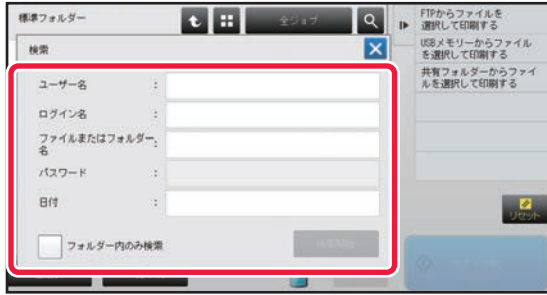 標準フォルダー
全ジョブ
FTPからファイルを
選択して印刷する
USBメモリーからファイル
を選択して印刷する
共有フォルダーからファイ
ルを選択して印刷する
検索
ユーザー名 :
ログイン名 :
ファイルまたはフォルダー:
名
パスワード :
日付 :
フォルダー内のみ検索
検索開始
リセット